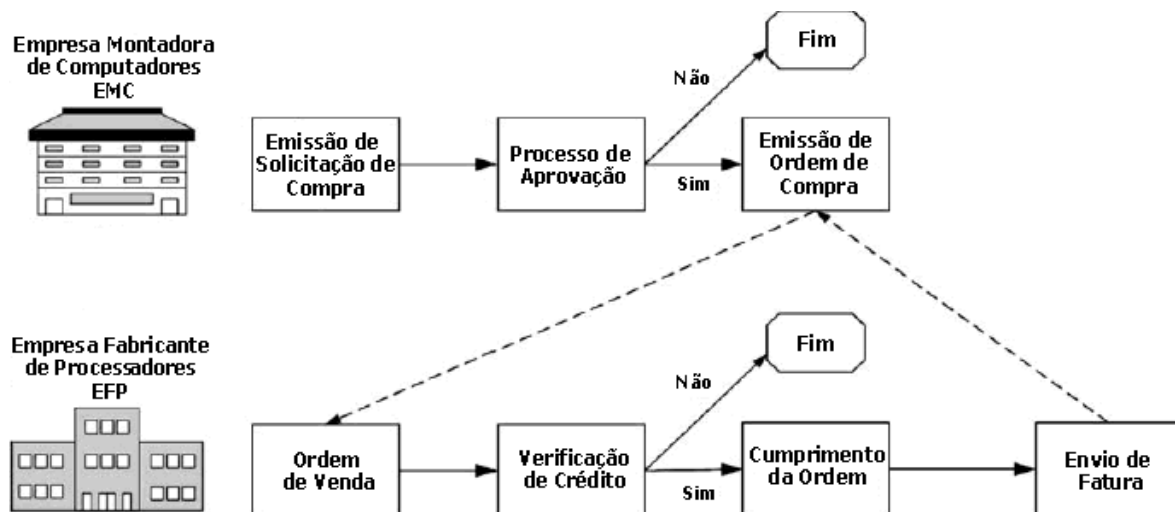 Empresa Montadora
de Computadores
EMC
Fim
Não
Emissão de
Solicitação de
Compra
Processo de
Aprovação
Sim
Emissão de
Ordem de
Compra
Empresa Fabricante
de Processadores
EFP
Fim
Não
Ordem
de Venda
Verificação
de Crédito
Sim
Cumprimento
da Ordem
Envio de
Fatura